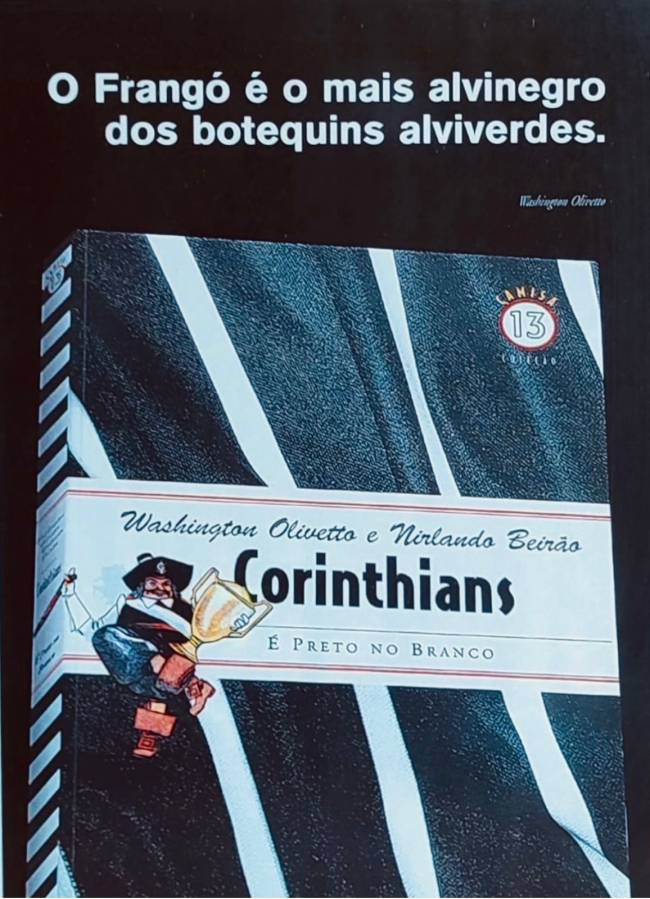 O Frangó é o mais alvinegro
dos botequins alviverdes.
Washington Olivetto
CAMISA
13
COLEÇÃO
Washington Olivetto e Nirlando Beirão
Corinthians
É PRETO NO BRANCO